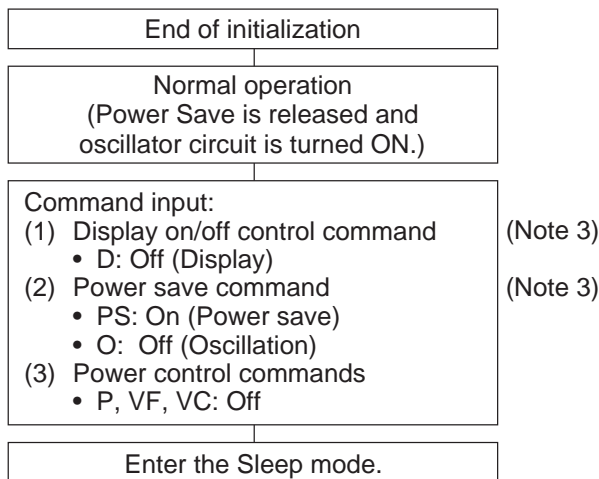 End of initialization
Normal operation
(Power Save is released and
oscillator circuit is turned ON.)
Command input:
(1) Display on/off control command (Note 3)
• D: Off (Display)
(2) Power save command (Note 3)
• PS: On (Power save)
• O: Off (Oscillation)
(3) Power control commands
• P, VF, VC: Off
Enter the Sleep mode.